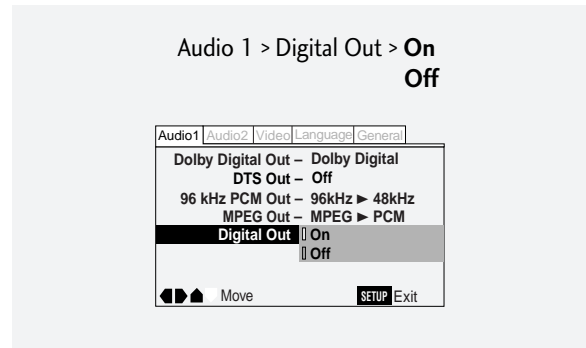 Audio 1 > Digital Out > On
Off
Audio1 Audio2 Video Language General
Dolby Digital Out – Dolby Digital
DTS Out – Off
96 kHz PCM Out – 96kHz ► 48kHz
MPEG Out – MPEG ► PCM
Digital Out On
Off
Move SETUP Exit